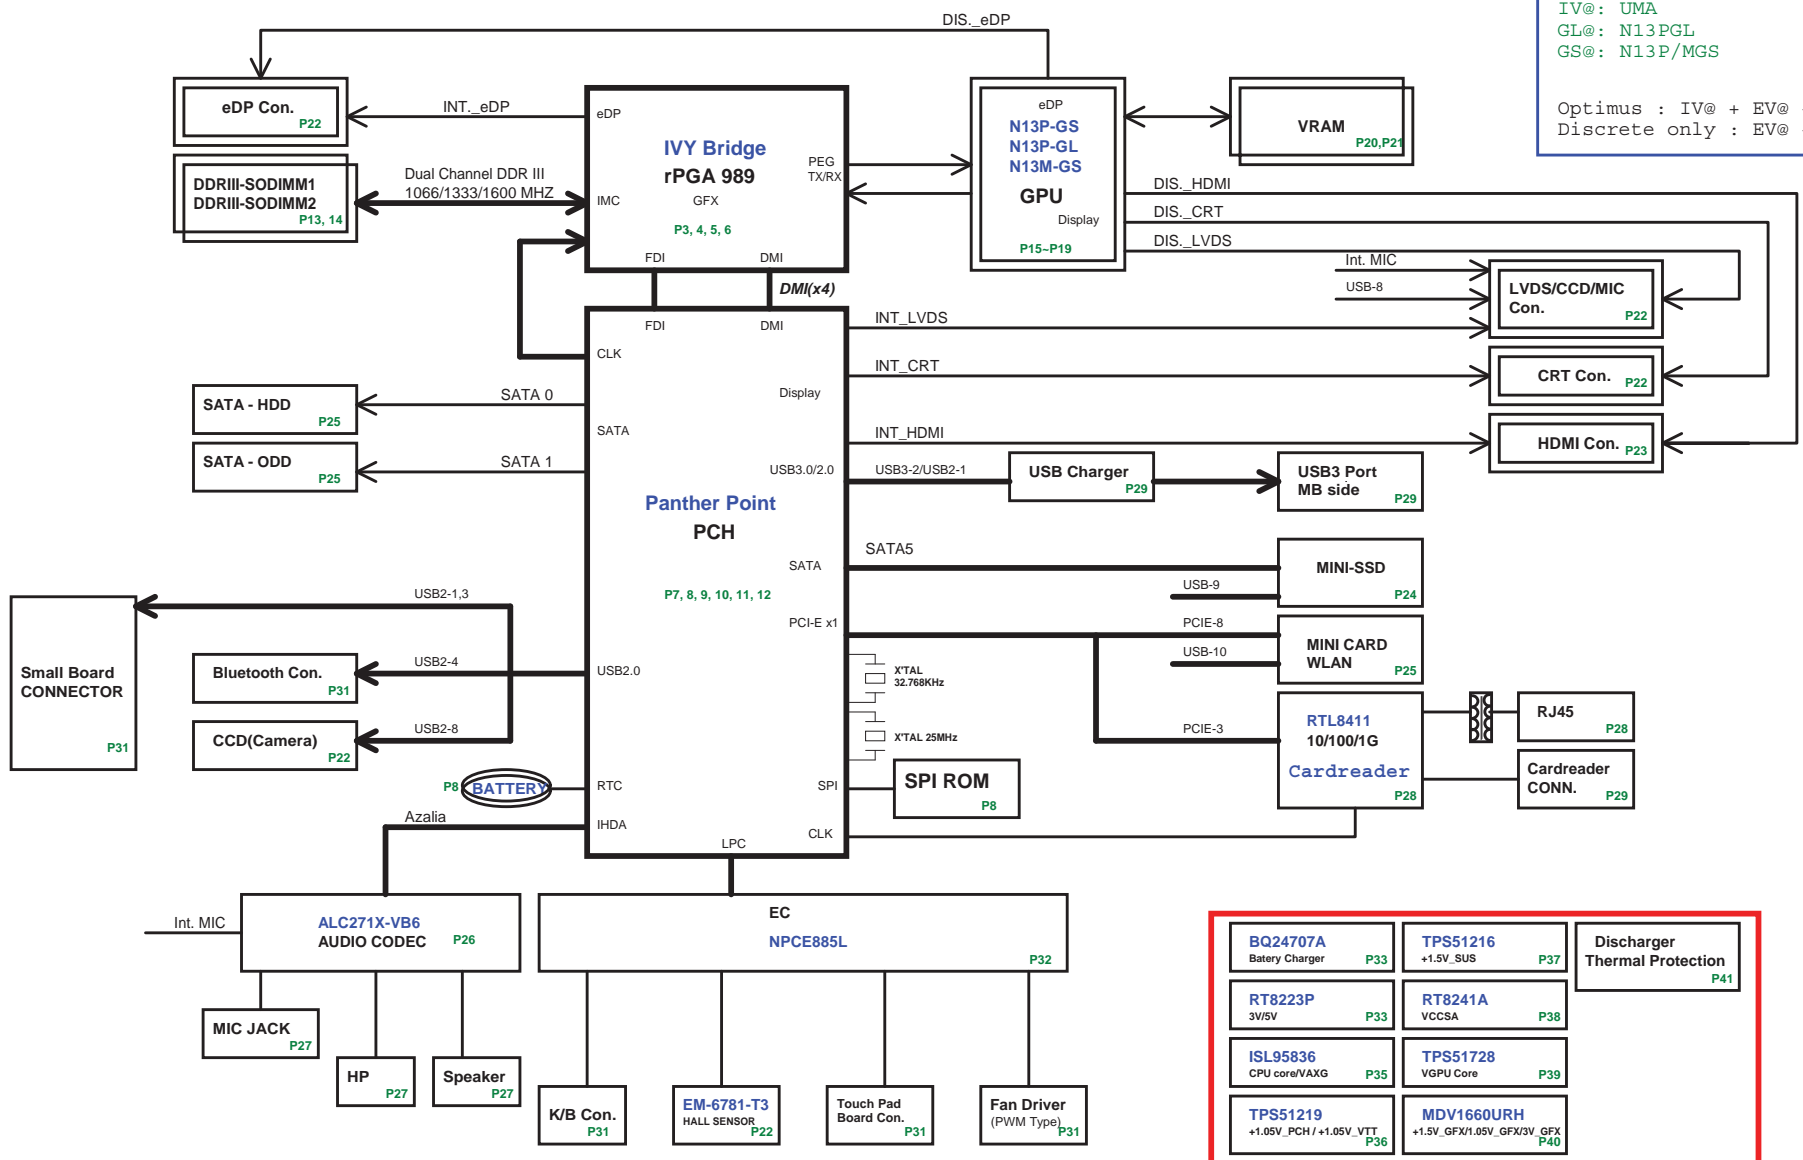 DIS._eDP
IV@: UMA
GL@: N13PGL
GS@: N13P/MGS
Optimus : IV@ + EV@
Discrete only : EV@
eDP Con.
P22
INT._eDP
eDP
IVY Bridge
rPGA 989
GFX
P3, 4, 5, 6
IMC
PEG
TX/RX
FDI
DMI
eDP
N13P-GS
N13P-GL
N13M-GS
GPU
Display
P15~P19
VRAM
P20,P21
DDRIII-SODIMM1
DDRIII-SODIMM2
P13, 14
Dual Channel DDR III
1066/1333/1600 MHZ
DIS._HDMI
DIS._CRT
DIS._LVDS
Int. MIC
USB-8
LVDS/CCD/MIC
Con.
P22
DMI(x4)
FDI
DMI
CLK
Display
SATA
USB3.0/2.0
Panther Point
PCH
SATA
P7, 8, 9, 10, 11, 12
PCI-E x1
USB2.0
RTC
SPI
IHDA
CLK
LPC
INT_LVDS
INT_CRT
CRT Con.
P22
INT_HDMI
HDMI Con.
P23
SATA - HDD
P25
SATA 0
SATA - ODD
P25
SATA 1
USB3-2/USB2-1
USB Charger
P29
USB3 Port
MB side
P29
SATA5
MINI-SSD
P24
USB-9
PCIE-8
MINI CARD
WLAN
P25
USB-10
X'TAL
32.768KHz
X'TAL 25MHz
PCIE-3
RTL8411
10/100/1G
Cardreader
P28
RJ45
P28
Cardreader
CONN.
P29
SPI ROM
P8
Small Board
CONNECTOR
P31
USB2-1,3
Bluetooth Con.
P31
USB2-4
CCD(Camera)
P22
USB2-8
P8
BATTERY
Azalia
Int. MIC
ALC271X-VB6
AUDIO CODEC
P26
EC
NPCE885L
P32
MIC JACK
P27
HP
P27
Speaker
P27
K/B Con.
P31
EM-6781-T3
HALL SENSOR
P22
Touch Pad
Board Con.
P31
Fan Driver
(PWM Type)
P31
BQ24707A
Batery Charger
P33
TPS51216
+1.5V_SUS
P37
Discharger
Thermal Protection
P41
RT8223P
3V/5V
P33
RT8241A
VCCSA
P38
ISL95836
CPU core/VAXG
P35
TPS51728
VGPU Core
P39
TPS51219
+1.05V_PCH / +1.05V_VTT
P36
MDV1660URH
+1.5V_GFX/1.05V_GFX/3V_GFX
P40